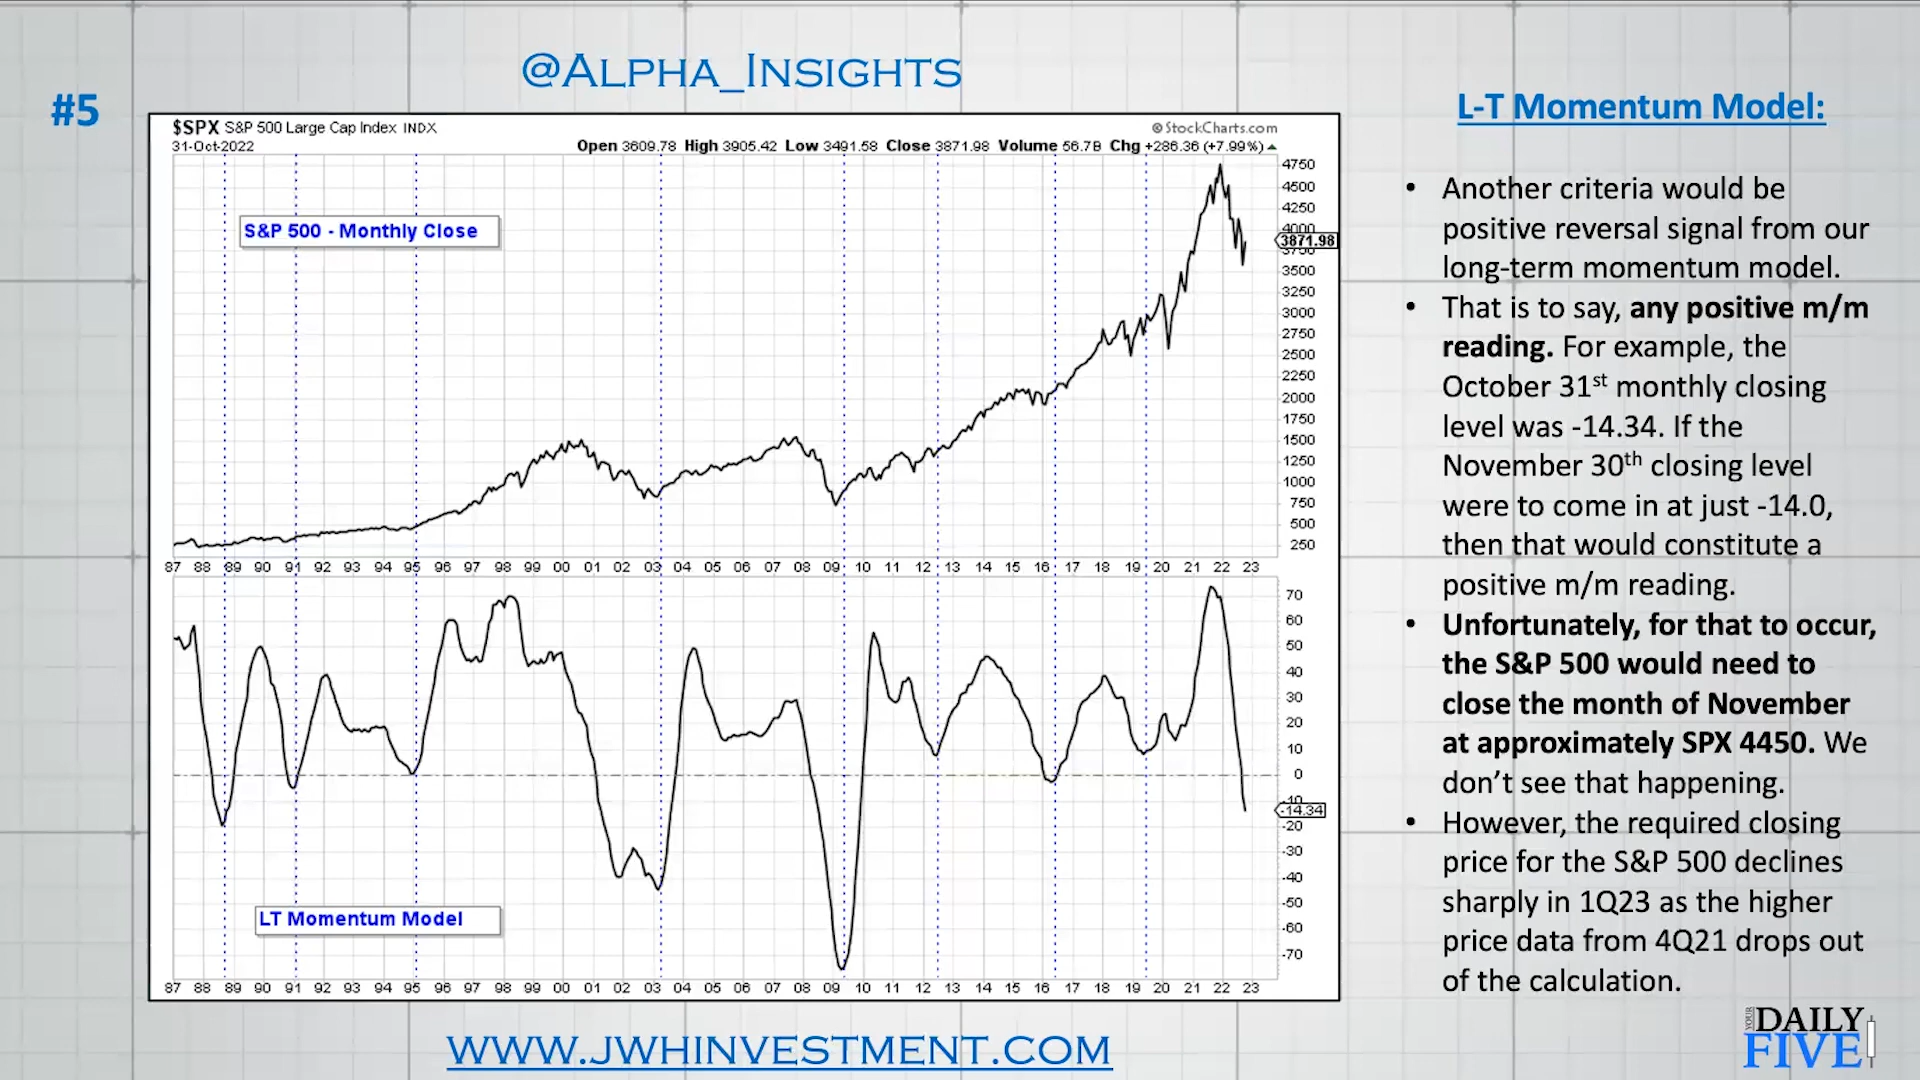 @ALPHA_INSIGHTS
#5
$SPX S&P 500 Large Cap Index INDX
© StockCharts.com
31-Oct-2022
Open 3609.78 High 3905.42 Low 3491.58 Close 3871.98 Volume 56.7B Chg +286.36 (+7.99%)
S&P 500 - Monthly Close
4750
4500
4250
4000
3871.98
3750
3500
3250
3000
2750
2500
2250
2000
1750
1500
1250
1000
750
500
250
87 88 89 90 91 92 93 94 95 96 97 98 99 00 01 02 03 04 05 06 07 08 09 10 11 12 13 14 15 16 17 18 19 20 21 22 23
70
60
50
40
30
20
10
0
-10
-14.34
-20
-30
-40
-50
-60
-70
LT Momentum Model
87 88 89 90 91 92 93 94 95 96 97 98 99 00 01 02 03 04 05 06 07 08 09 10 11 12 13 14 15 16 17 18 19 20 21 22 23
WWW.JWHINVESTMENT.COM
L-T Momentum Model:
• Another criteria would be
positive reversal signal from our
long-term momentum model.
• That is to say, any positive m/m
reading. For example, the
October 31st monthly closing
level was -14.34. If the
November 30th closing level
were to come in at just -14.0,
then that would constitute a
positive m/m reading.
• Unfortunately, for that to occur,
the S&P 500 would need to
close the month of November
at approximately SPX 4450. We
don't see that happening.
• However, the required closing
price for the S&P 500 declines
sharply in 1Q23 as the higher
price data from 4Q21 drops out
of the calculation.
YOUR
DAILY
FIVE